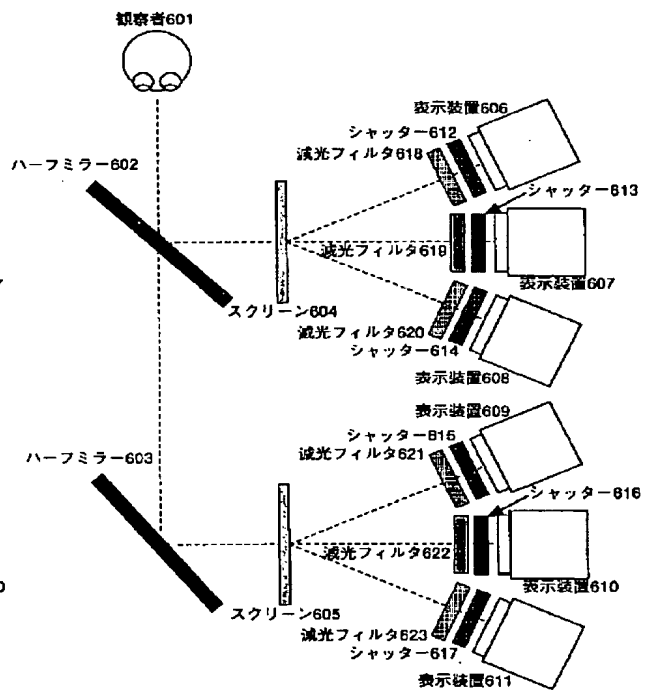 観察者601
表示装置606
シャッター612
減光フィルタ618
ハーフミラー602
シャッター613
減光フィルタ619
表示装置607
スクリーン604
減光フィルタ620
シャッター614
表示装置608
表示装置609
シャッター615
減光フィルタ621
ハーフミラー603
シャッター616
減光フィルタ622
表示装置610
スクリーン605
減光フィルタ623
シャッター617
表示装置611